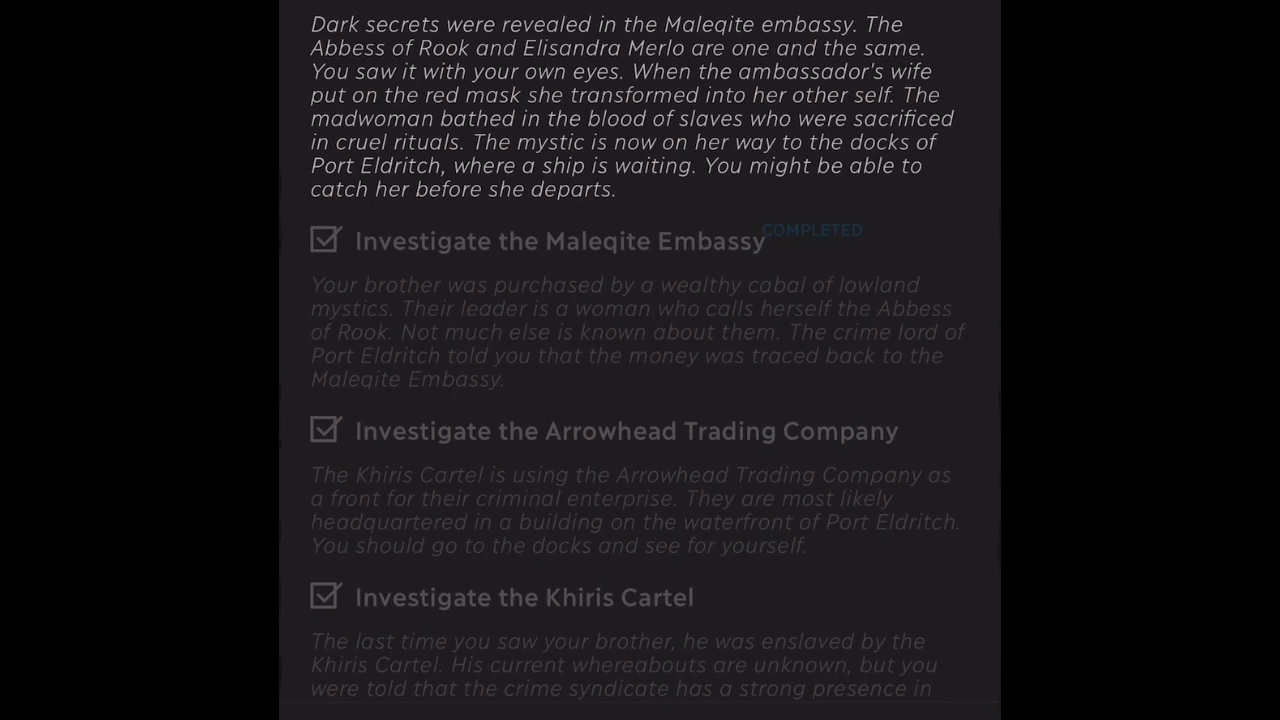 Dark secrets were revealed in the Maleqite embassy. The
Abbess of Rook and Elisandra Merlo are one and the same.
You saw it with your own eyes. When the ambassador's wife
put on the red mask she transformed into her other self. The
madwoman bathed in the blood of slaves who were sacrificed
in cruel rituals. The mystic is now on her way to the docks of
Port Eldritch, where a ship is waiting. You might be able to
catch her before she departs.
Investigate the Maleqite Embassy COMPLETED
Your brother was purchased by a wealthy cabal of lowland
mystics. Their leader is a woman who calls herself the Abbess
of Rook. Not much else is known about them. The crime lord of
Port Eldritch told you that the money was traced back to the
Maleqite Embassy.
Investigate the Arrowhead Trading Company
The Khiris Cartel is using the Arrowhead Trading Company as
a front for their criminal enterprise. They are most likely
headquartered in a building on the waterfront of Port Eldritch.
You should go to the docks and see for yourself.
Investigate the Khiris Cartel
The last time you saw your brother, he was enslaved by the
Khiris Cartel. His current whereabouts are unknown, but you
were told that the crime syndicate has a strong presence in